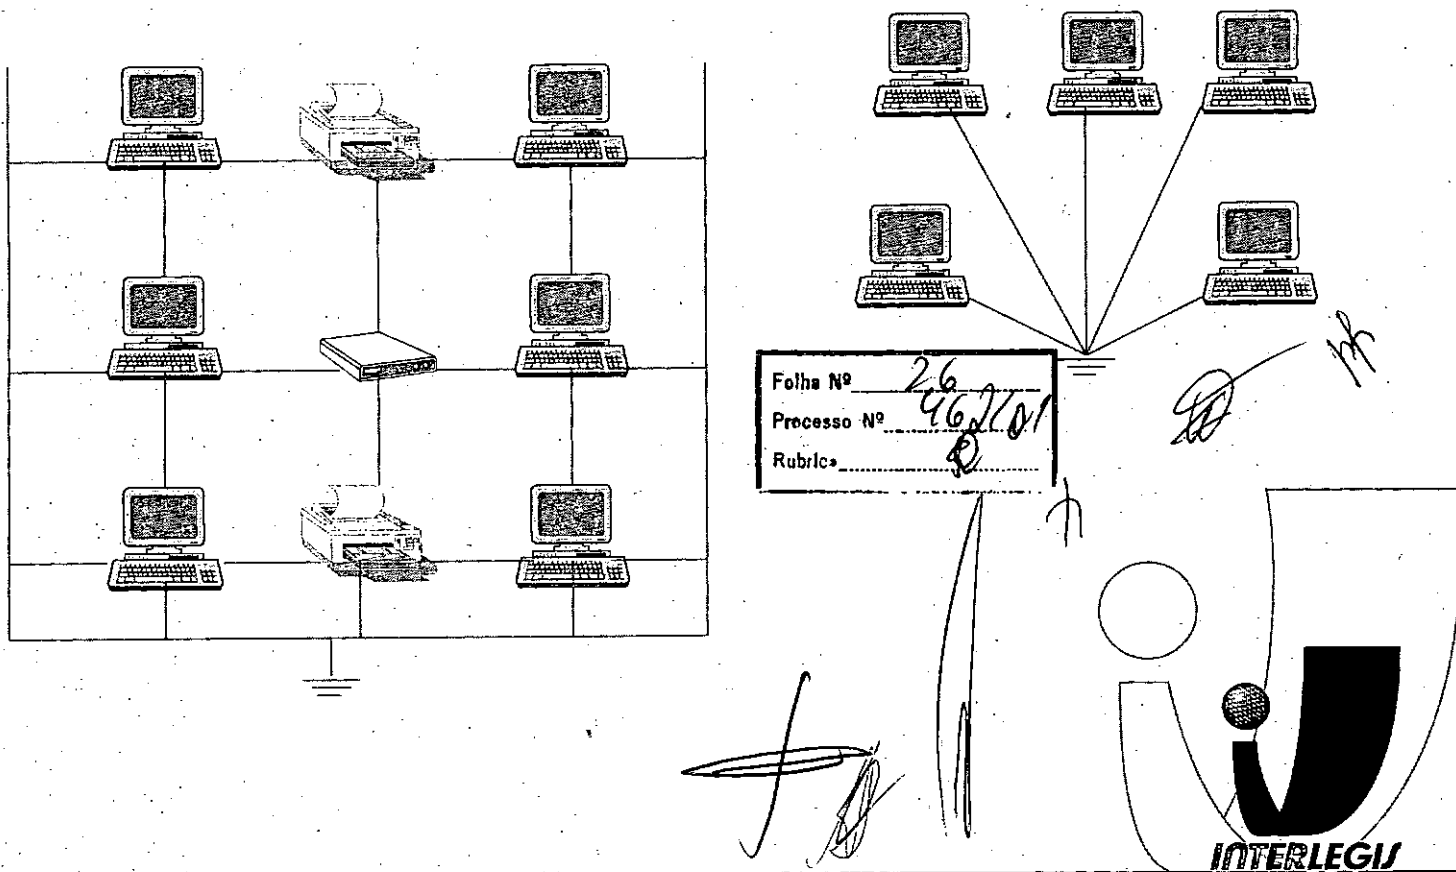 Folha Nº 26
Processo Nº 462/01
Rubrica
INTERLEGIS